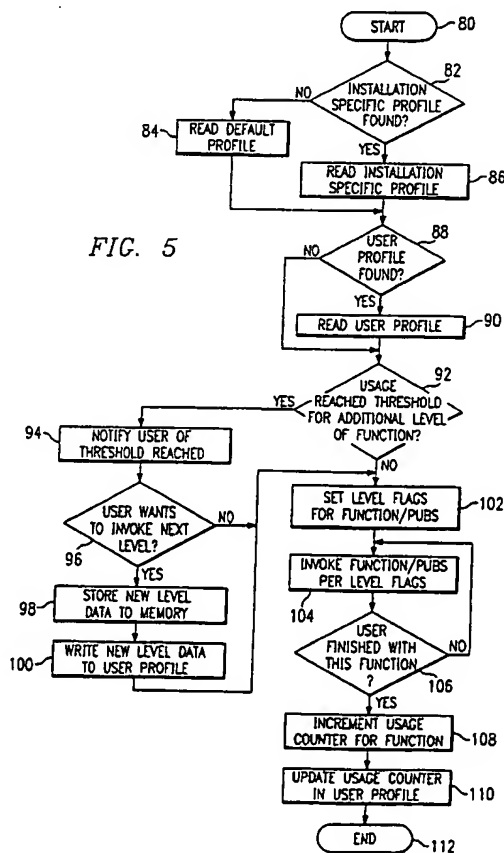 START
80
82
INSTALLATION
SPECIFIC PROFILE
FOUND?
NO
84
READ DEFAULT
PROFILE
YES
READ INSTALLATION
SPECIFIC PROFILE
86
FIG. 5
88
NO
USER
PROFILE
FOUND?
YES
READ USER PROFILE
90
92
USAGE
REACHED THRESHOLD
FOR ADDITIONAL LEVEL
OF FUNCTION?
YES
94
NOTIFY USER OF
THRESHOLD REACHED
NO
USER WANTS
TO INVOKE NEXT
LEVEL?
NO
96
SET LEVEL FLAGS
FOR FUNCTION/PUBS
102
YES
98
STORE NEW LEVEL
DATA TO MEMORY
INVOKE FUNCTION/PUBS
PER LEVEL FLAGS
104
100
WRITE NEW LEVEL DATA
TO USER PROFILE
USER
FINISHED WITH
THIS FUNCTION
?
NO
106
YES
INCREMENT USAGE
COUNTER FOR FUNCTION
108
UPDATE USAGE COUNTER
IN USER PROFILE
110
END
112